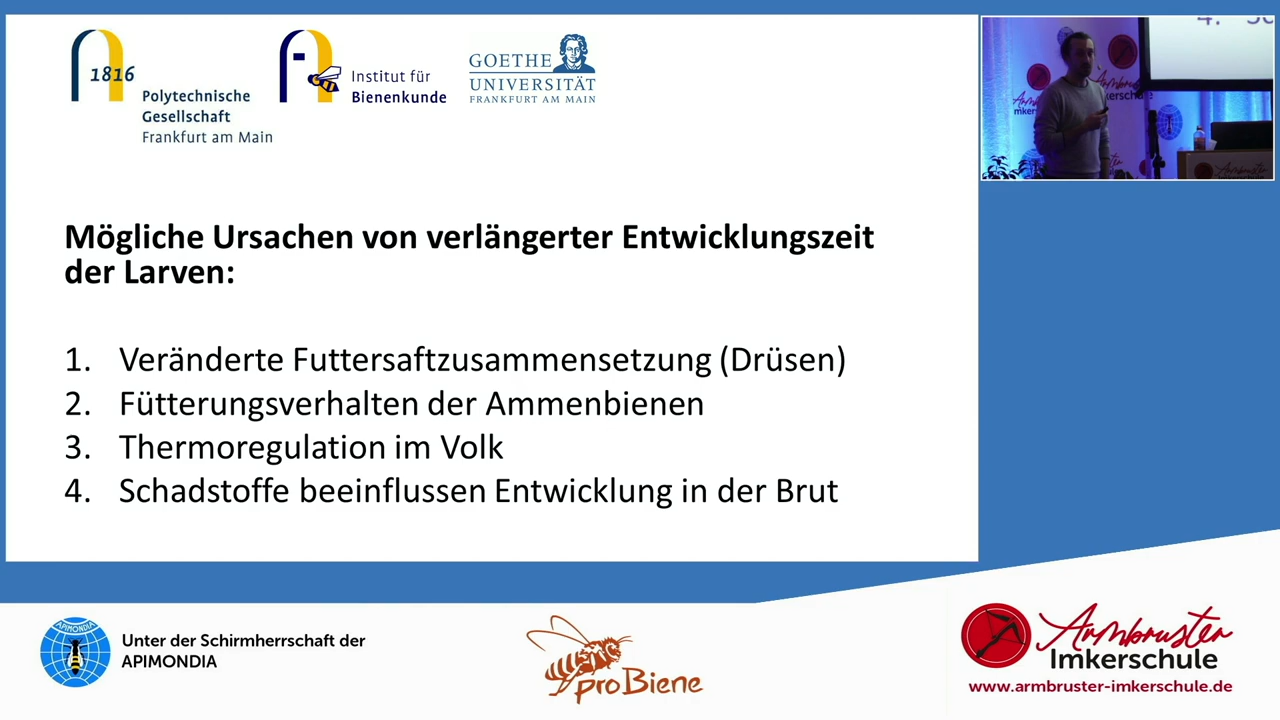 1816
Polytechnische
Gesellschaft
Frankfurt am Main
Institut für
Bienenkunde
GOETHE
UNIVERSITÄT
FRANKFURT AM MAIN
Mögliche Ursachen von verlängerter Entwicklungszeit
der Larven:
1. Veränderte Futtersaftzusammensetzung (Drüsen)
2. Fütterungsverhalten der Ammenbienen
3. Thermoregulation im Volk
4. Schadstoffe beeinflussen Entwicklung in der Brut
APIMONDIA
Unter der Schirmherrschaft der
APIMONDIA
proBiene
Armbruster
Imkerschule
www.armbruster-imkerschule.de